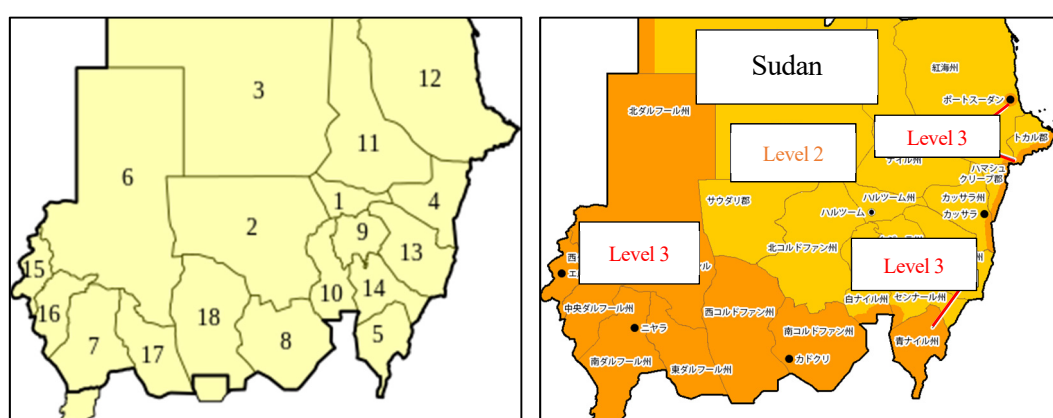 3
12
11
6
1
4
2
9
13
15
10
14
16
18
5
8
7
17
Sudan
紅海州
北ダルフール州
ポートスーダン
Level 3
トカル郡
Level 2
ナイル州
ハマシュ
クリーブ郡
サウダリ郡
ハルツーム州
カッサラ州
ハルツーム
カッサラ
北コルドファン州
Level 3
Level 3
白ナイル州
センナール州
中央ダルフール州
西コルドファン州
ニヤラ
南コルドファン州
青ナイル州
南ダルフール州
東ダルフール州
カドクリ